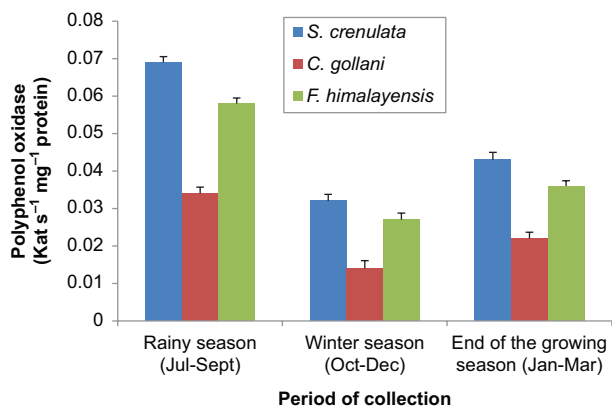 Polyphenol oxidase
(Kat s⁻¹ mg⁻¹ protein)
0.08
0.07
0.06
0.05
0.04
0.03
0.02
0.01
0
S. crenulata
C. gollani
F. himalayensis
Rainy season
(Jul-Sept)
Winter season
(Oct-Dec)
End of the growing
season (Jan-Mar)
Period of collection